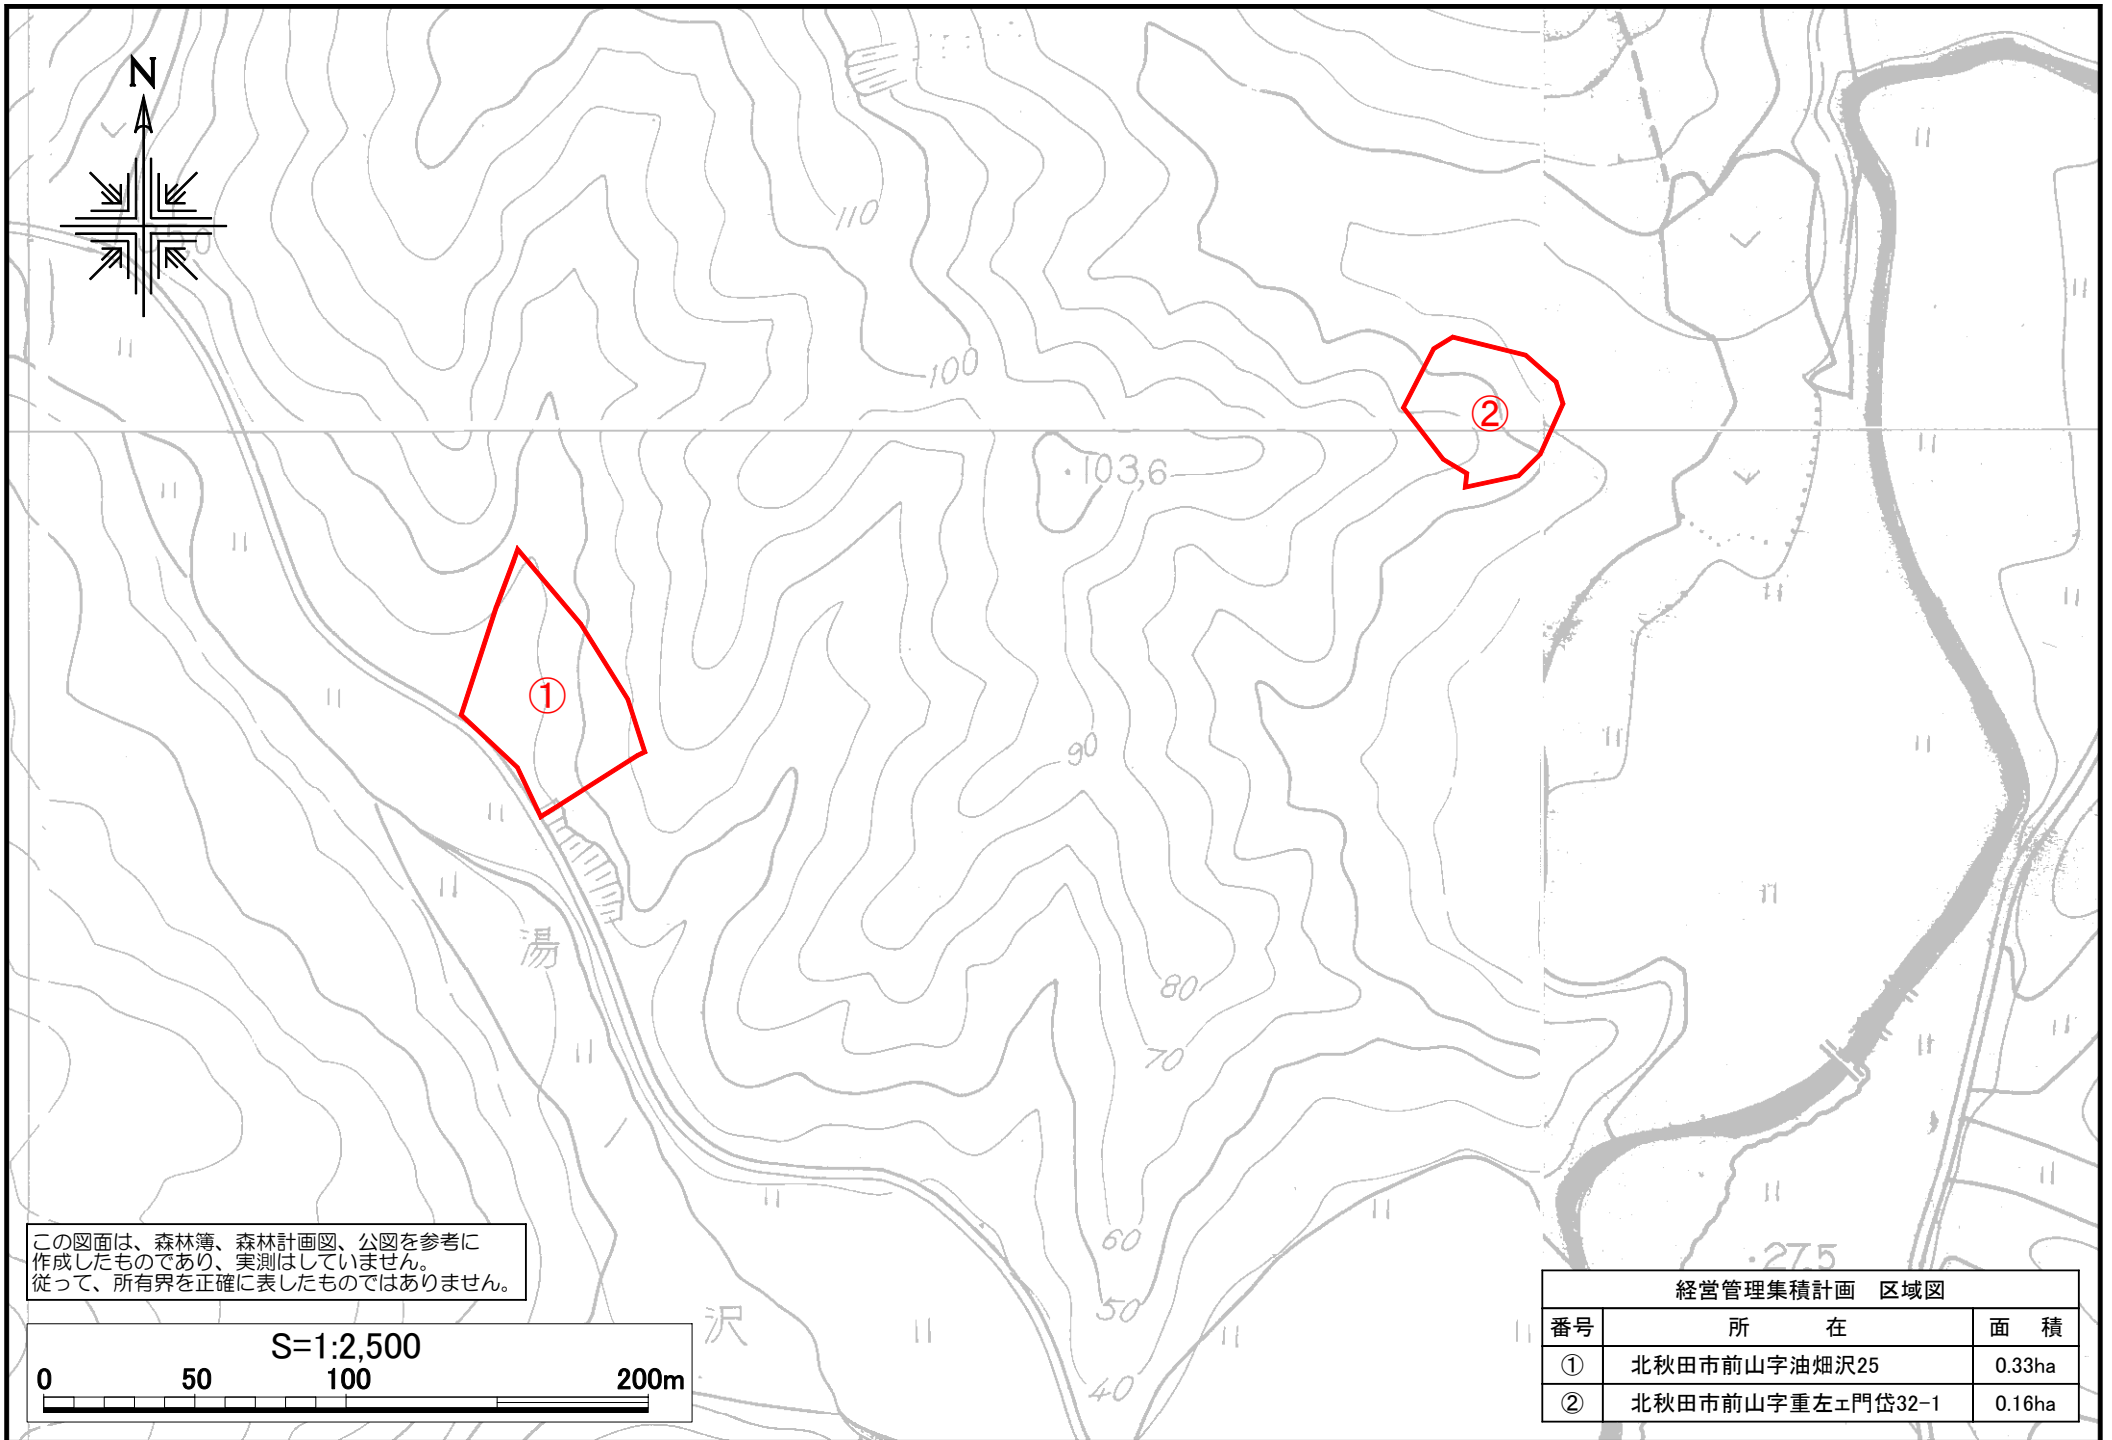 N
110
100
103,6
②
①
90
80
70
60
50
40
湯
沢
・27,5
この図面は、森林簿、森林計画図、公図を参考に
作成したものであり、実測はしていません。
従って、所有界を正確に表したものではありません。
S=1:2,500
0 50 100 200m
経営管理集積計画 区域図
番号 所 在 面 積
① 北秋田市前山字油畑沢25 0.33ha
② 北秋田市前山字重左エ門岱32-1 0.16ha